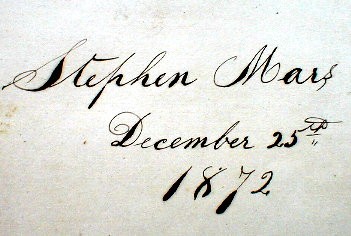 Stephen Mars
December 25th
1872